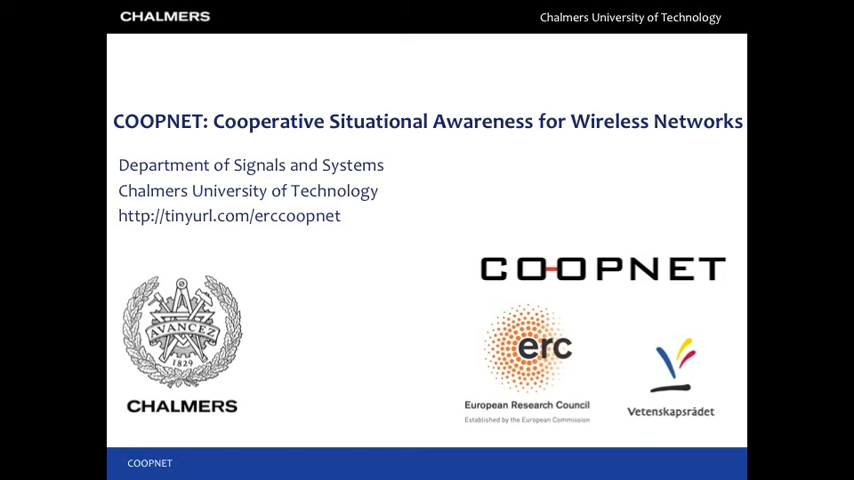 CHALMERS
Chalmers University of Technology
COOPNET: Cooperative Situational Awareness for Wireless Networks
Department of Signals and Systems
Chalmers University of Technology
http://tinyurl.com/erccoopnet
COOPNET
AVANCEZ
1829
CHALMERS
erc
European Research Council
Established by the European Commission
Vetenskapsrådet
COOPNET